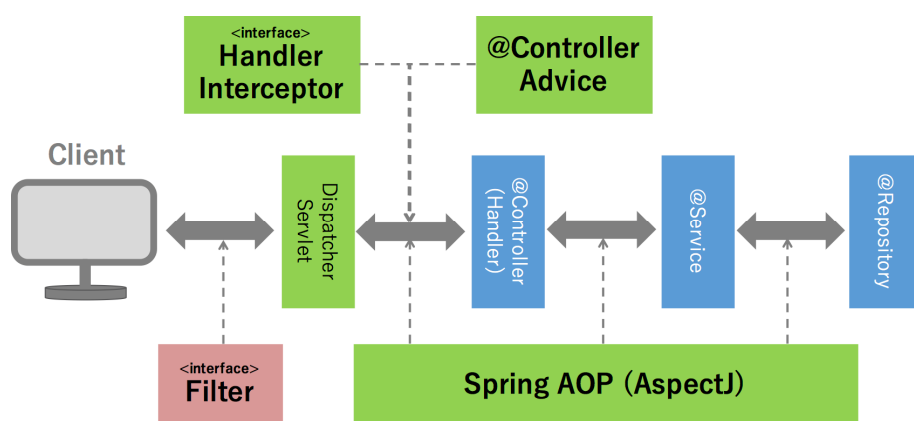 <interface>
Handler
Interceptor
@Controller
Advice
Client
Dispatcher
Servlet
@Controller
(Handler)
@Service
@Repository
<interface>
Filter
Spring AOP (AspectJ)